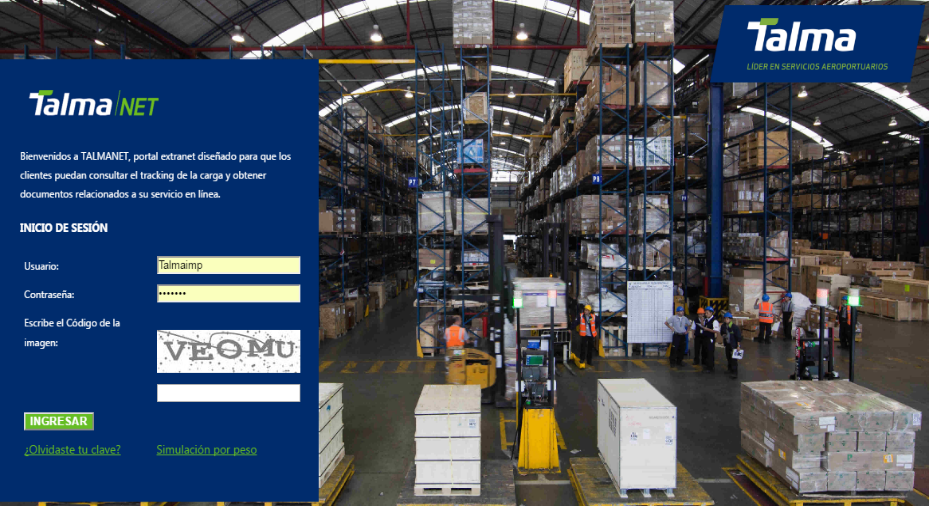 Talma
LÍDER EN SERVICIOS AEROPORTUARIOS
Talma NET
Bienvenidos a TALMANET, portal extranet diseñado para que los
clientes puedan consultar el tracking de la carga y obtener
documentos relacionados a su servicio en línea.
INICIO DE SESIÓN
Usuario:
Talmaimp
Contraseña:
•••••••
Escribe el Código de la
imagen:
VEOMU
INGRESAR
¿Olvidaste tu clave?
Simulación por peso